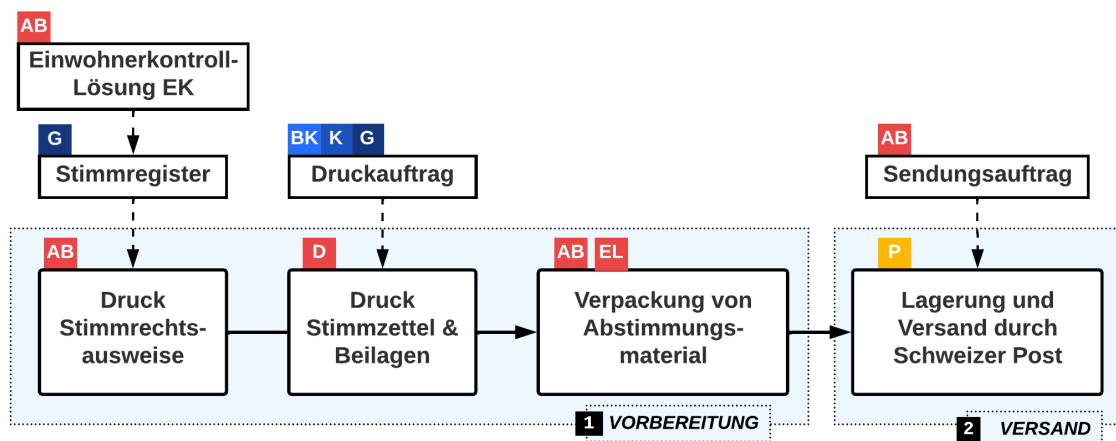 AB
Einwohnerkontroll-
Lösung EK
G
Stimmregister
BK K G
Druckauftrag
AB
Sendungsauftrag
AB
Druck
Stimmrechts-
ausweise
D
Druck
Stimmzettel &
Beilagen
AB EL
Verpackung von
Abstimmungs-
material
P
Lagerung und
Versand durch
Schweizer Post
1 VORBEREITUNG
2 VERSAND